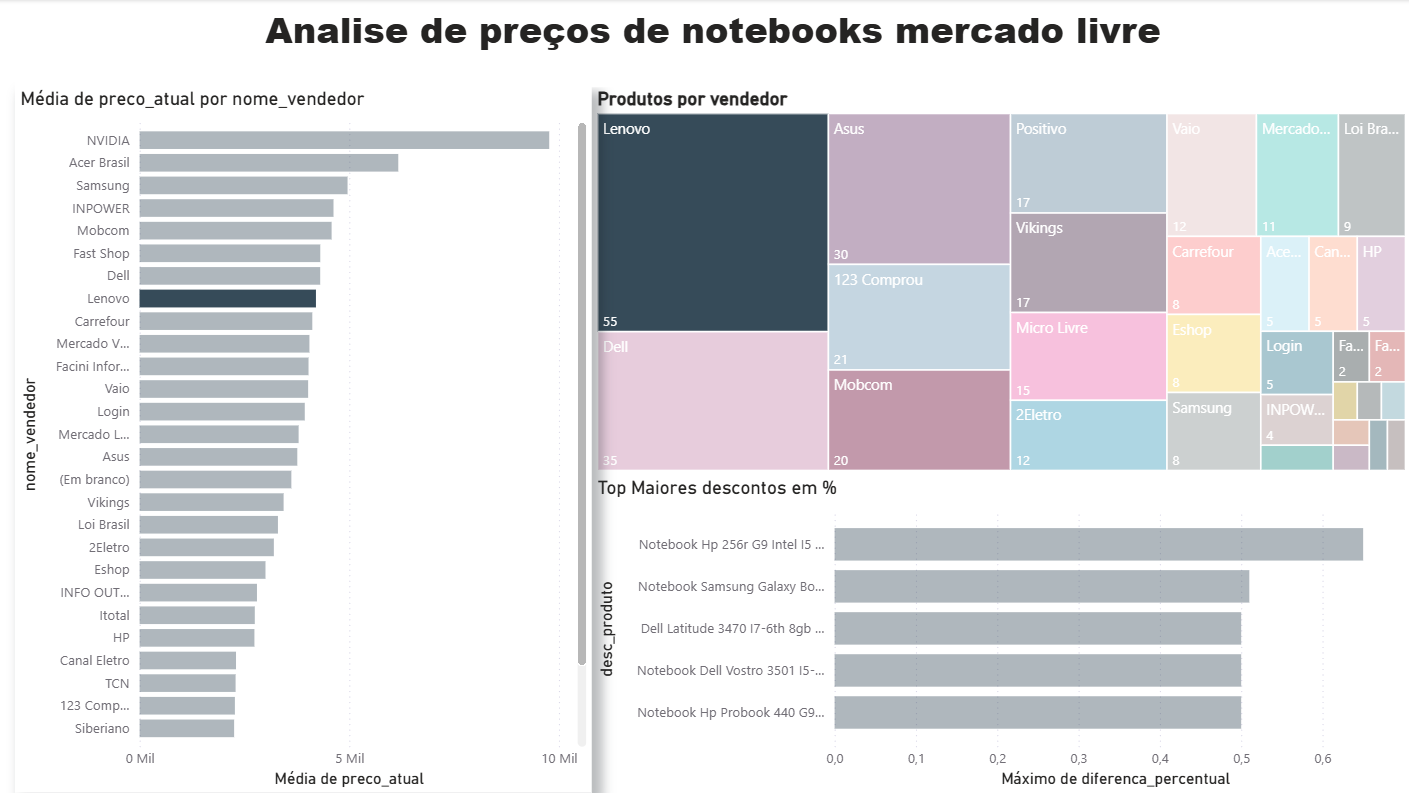 Analise de preços de notebooks mercado livre
Média de preco_atual por nome_vendedor
nome_vendedor
NVIDIA
Acer Brasil
Samsung
INPOWER
Mobcom
Fast Shop
Dell
Lenovo
Carrefour
Mercado V...
Facini Infor...
Vaio
Login
Mercado L...
Asus
(Em branco)
Vikings
Loi Brasil
2Eletro
Eshop
INFO OUT...
Itotal
HP
Canal Eletro
TCN
123 Comp...
Siberiano
0 Mil
5 Mil
10 Mil
Média de preco_atual
Produtos por vendedor
Lenovo
55
Dell
35
Asus
30
123 Comprou
21
Mobcom
20
Positivo
17
Vikings
17
Micro Livre
15
2Eletro
12
Vaio
12
Mercado...
11
Loi Bra...
9
Carrefour
8
Eshop
8
Samsung
8
Ace...
5
Can...
5
HP
5
Login
5
Fa...
2
Fa...
2
INPOW...
4
Top Maiores descontos em %
desc_produto
Notebook Hp 256r G9 Intel I5 ...
Notebook Samsung Galaxy Bo...
Dell Latitude 3470 I7-6th 8gb ...
Notebook Dell Vostro 3501 I5-...
Notebook Hp Probook 440 G9...
0,0
0,1
0,2
0,3
0,4
0,5
0,6
Máximo de diferenca_percentual